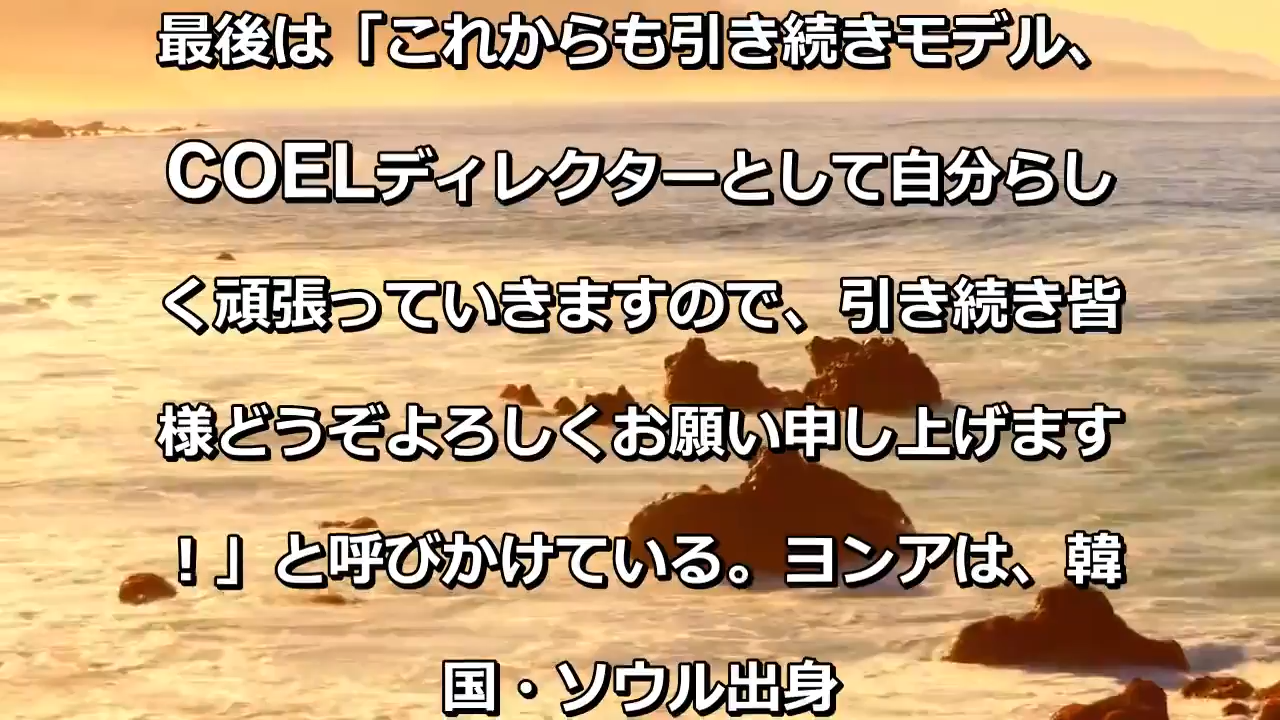 最後は「これからも引き続きモデル、
COELディレクターとして自分らし
く頑張っていきますので、引き続き皆
様どうぞよろしくお願い申し上げます
！」と呼びかけている。ヨンアは、韓
国・ソウル出身